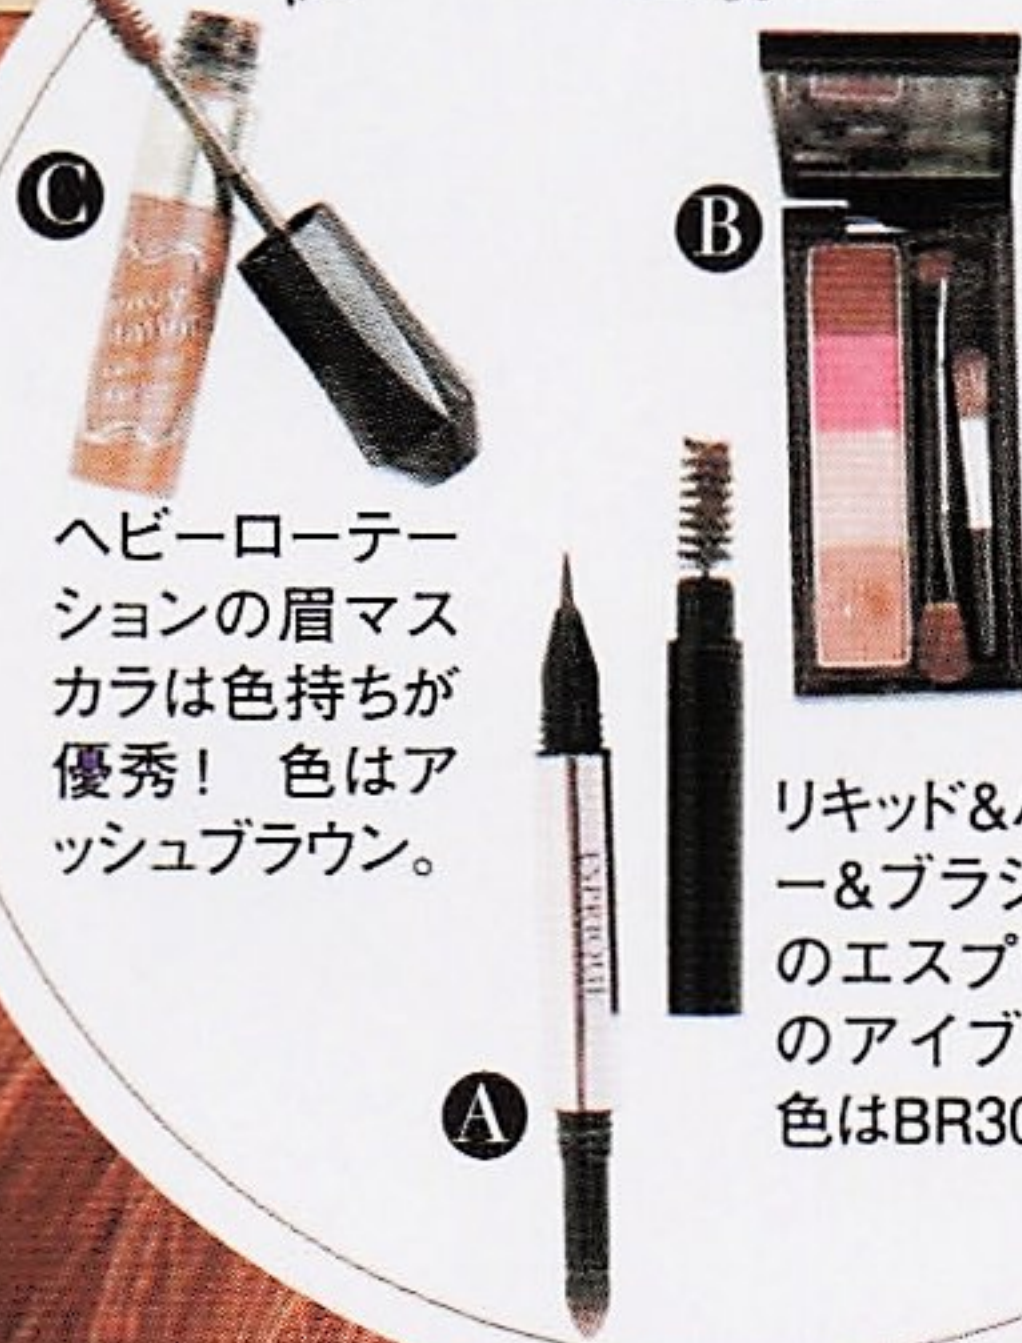 C
B
ヘビーローテー
ションの眉マス
カラは色持ちが
優秀！　色はア
ッシュブラウン。
リキッド&
ー&ブラシ
のエスプ
のアイブ
色はBR30
ESPRIQUE
A